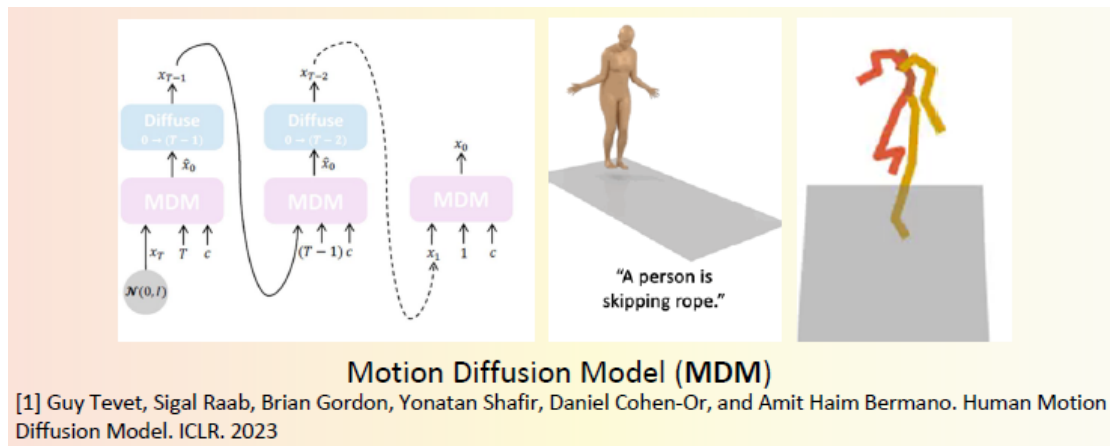 x_{T−1}
x_{T−2}
Diffuse
0 → (T − 1)
Diffuse
0 → (T − 2)
x_0
x̂_0
x̂_0
MDM
MDM
MDM
x_T T c
(T − 1) c
x_1 1 c
𝒩(0, I)
“A person is
skipping rope.”
Motion Diffusion Model (MDM)
[1] Guy Tevet, Sigal Raab, Brian Gordon, Yonatan Shafir, Daniel Cohen-Or, and Amit Haim Bermano. Human Motion
Diffusion Model. ICLR. 2023